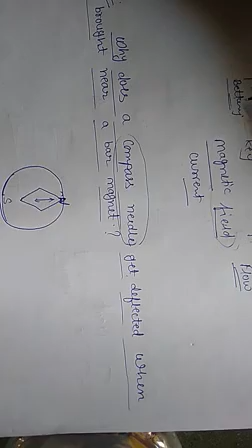 Key
Flow
magnetic field
current
Why does a compass needle get deflected when
brought near a bar magnet?
N
S